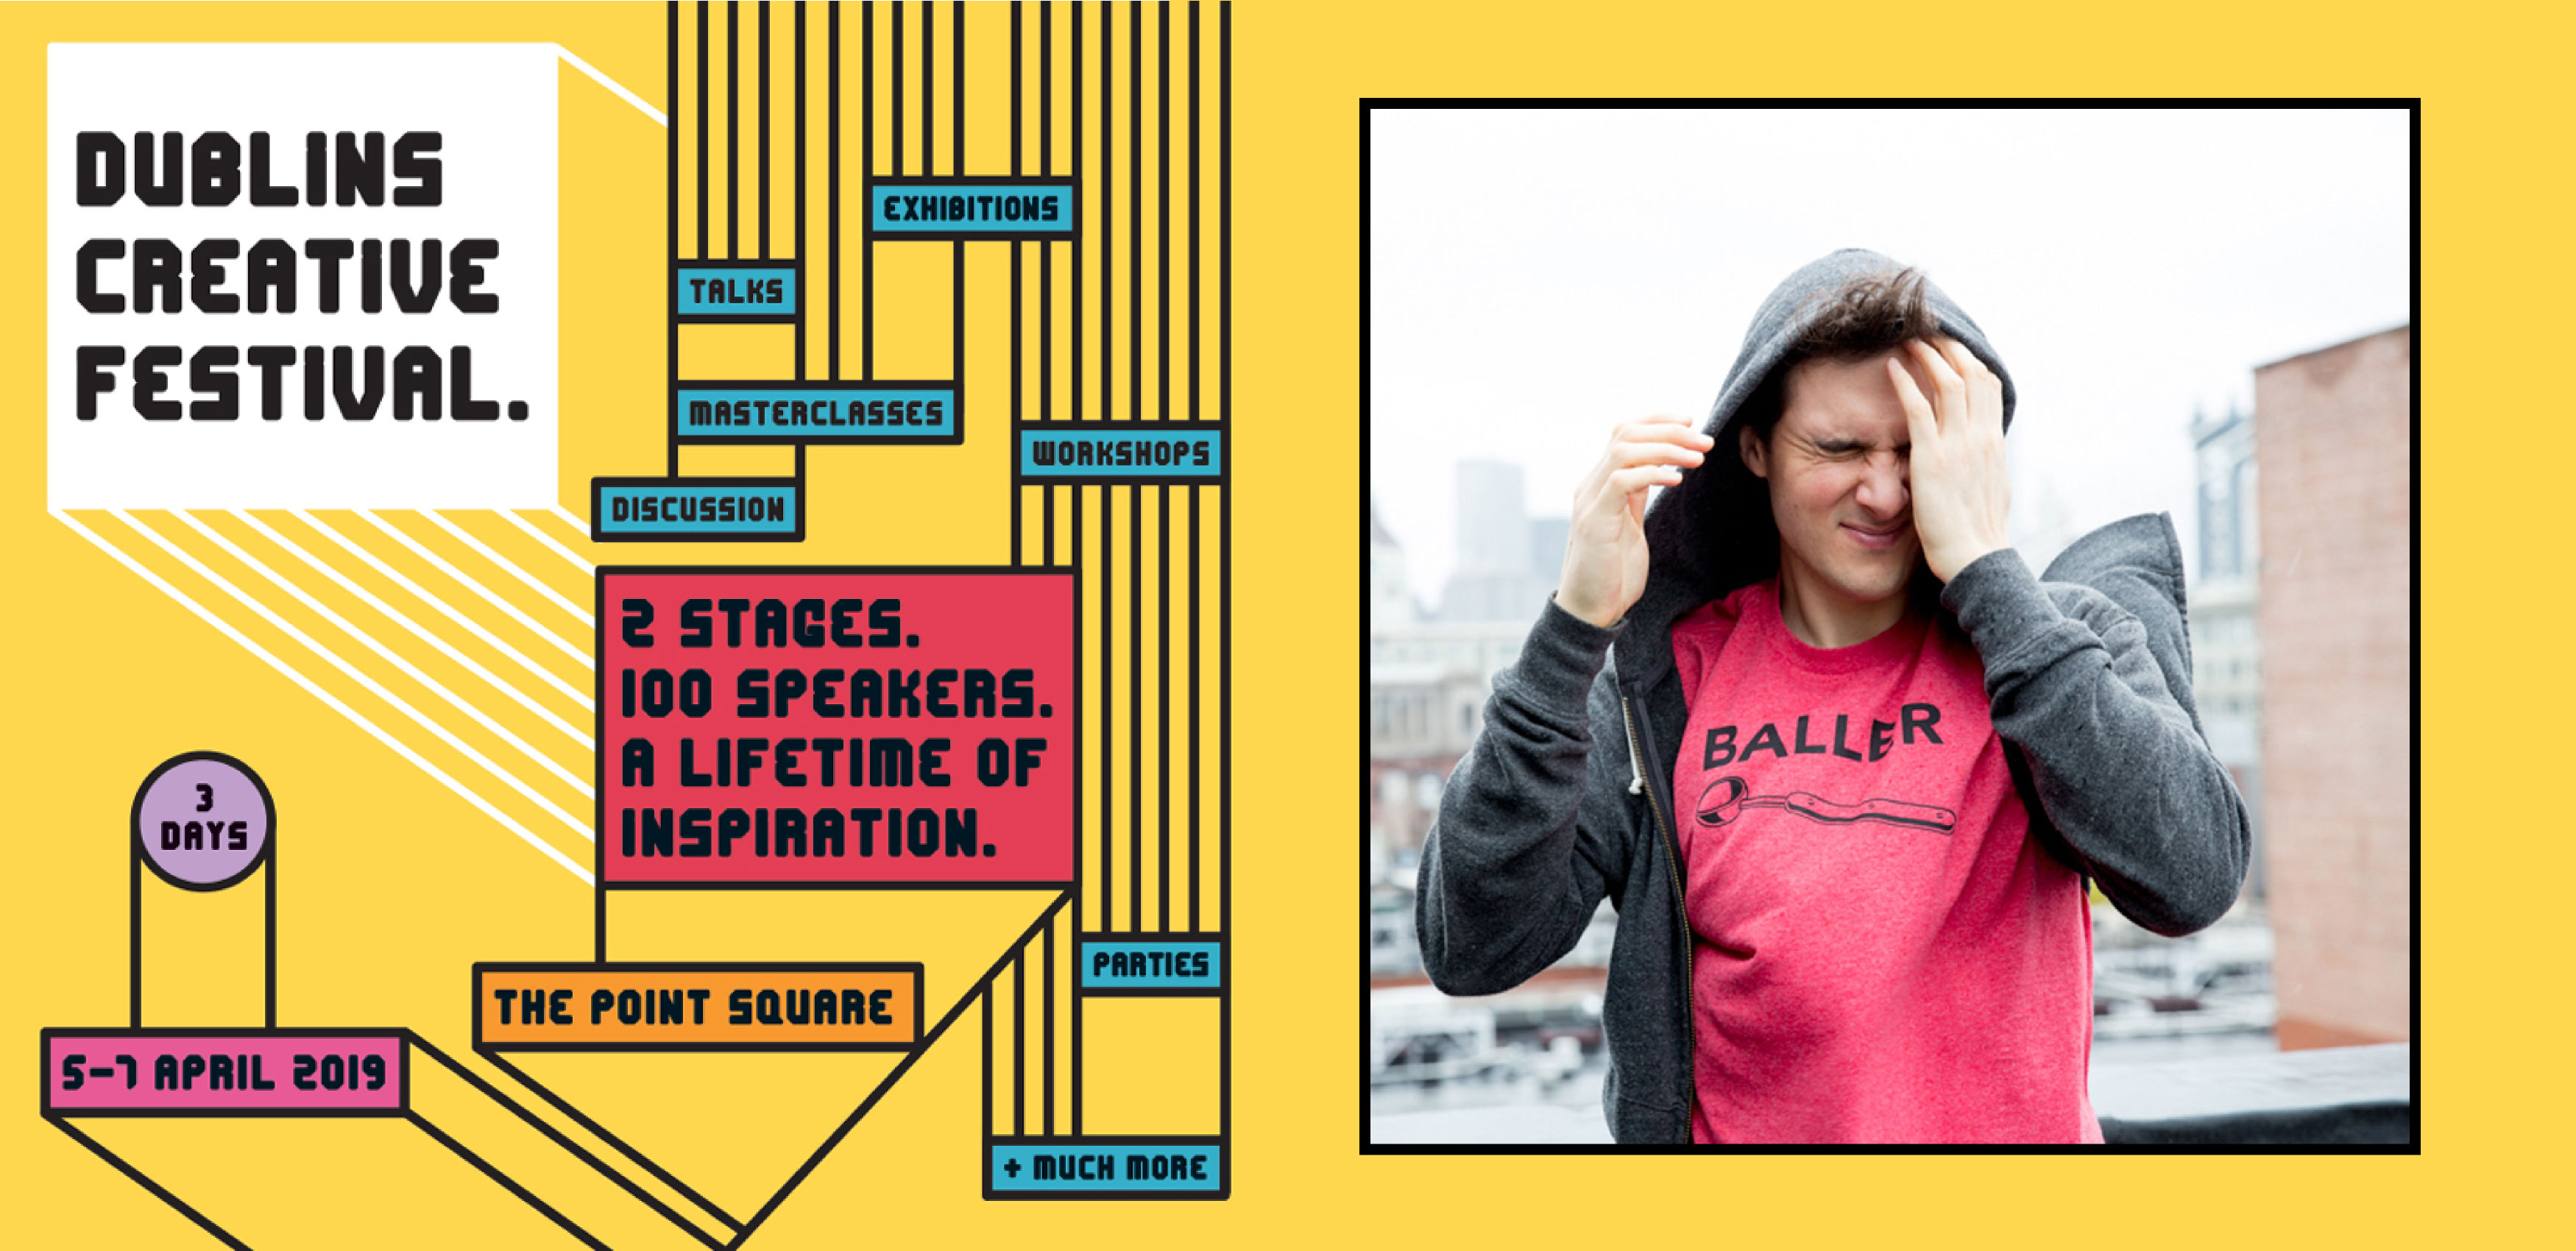 DUBLINS
CREATIVE
FESTIVAL.
EXHIBITIONS
TALKS
MASTERCLASSES
WORKSHOPS
DISCUSSION
2 STAGES.
100 SPEAKERS.
A LIFETIME OF
INSPIRATION.
3
DAYS
PARTIES
THE POINT SQUARE
5-7 APRIL 2019
+ MUCH MORE
BALLER